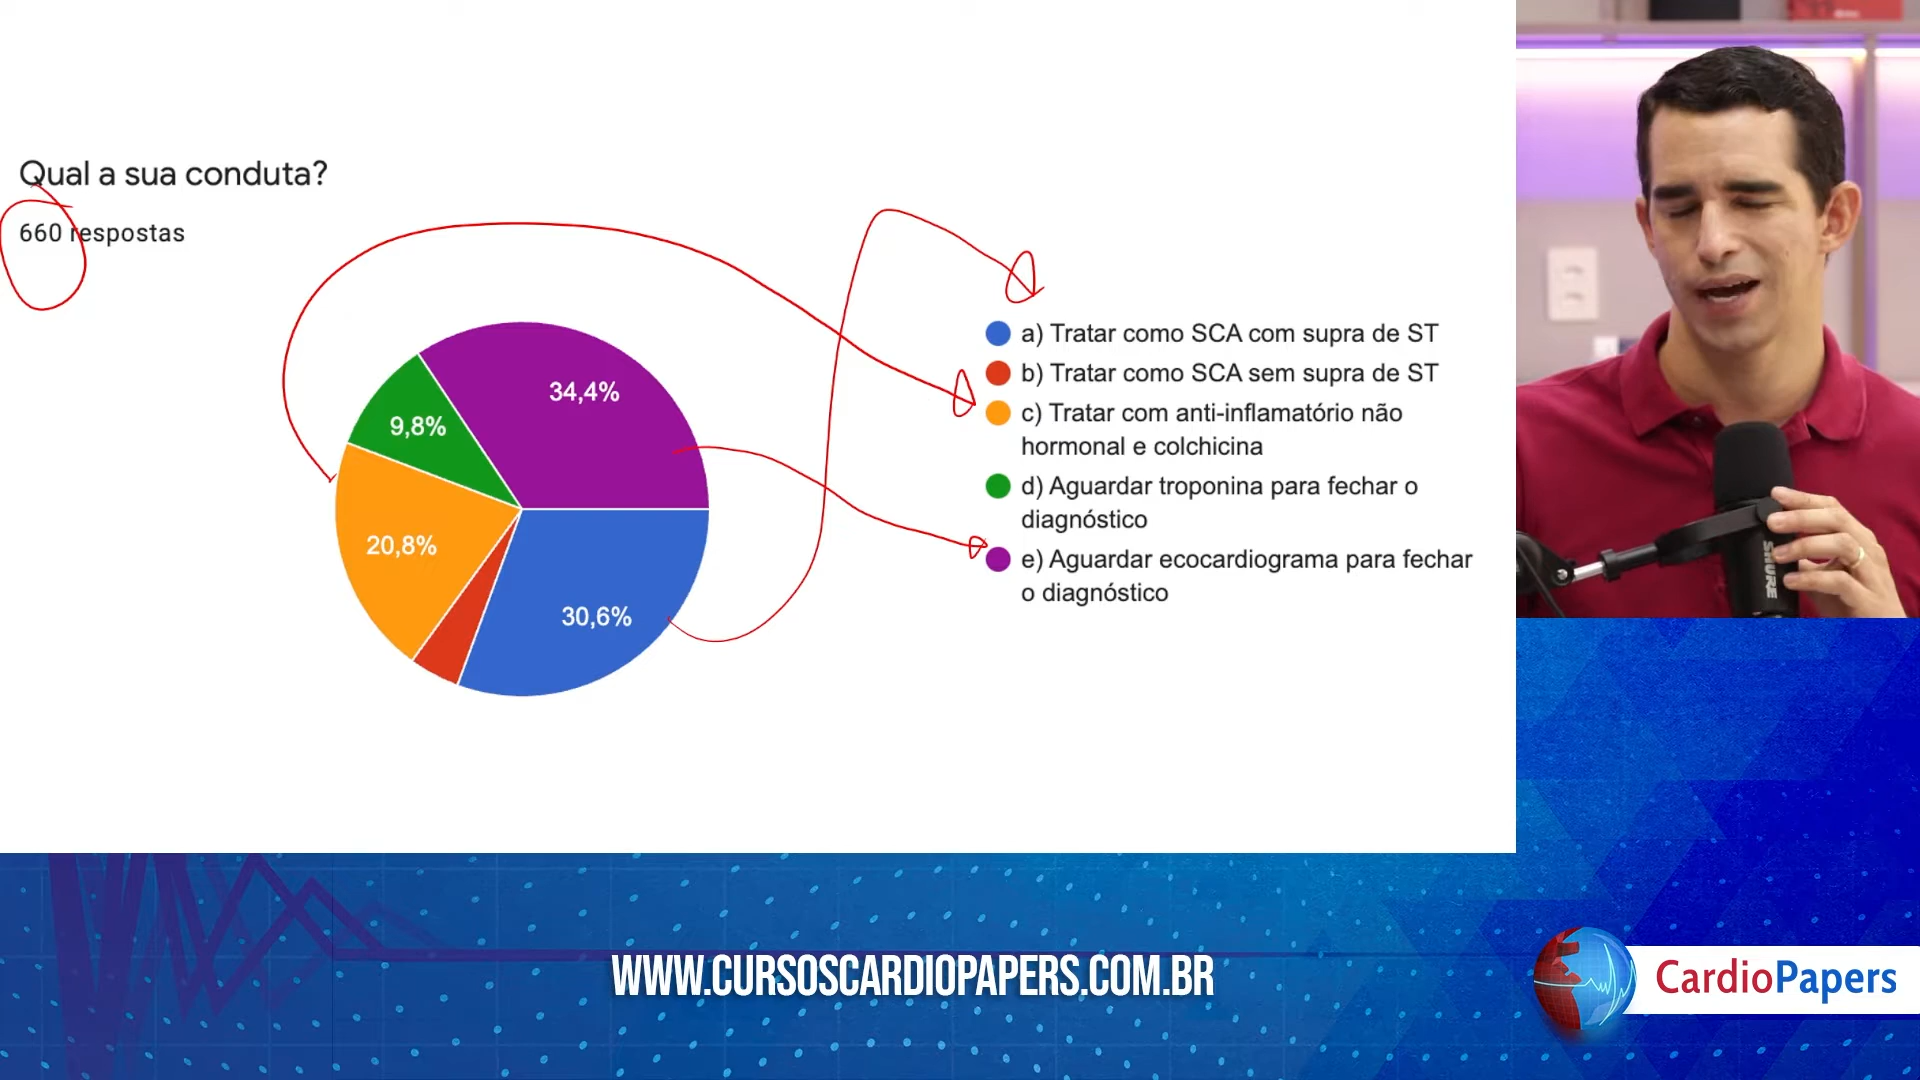 Qual a sua conduta?
660 respostas
34,4%
9,8%
20,8%
30,6%
a) Tratar como SCA com supra de ST
b) Tratar como SCA sem supra de ST
c) Tratar com anti-inflamatório não
hormonal e colchicina
d) Aguardar troponina para fechar o
diagnóstico
e) Aguardar ecocardiograma para fechar
o diagnóstico
SHURE
WWW.CURSOSCARDIOPAPERS.COM.BR
CardioPapers